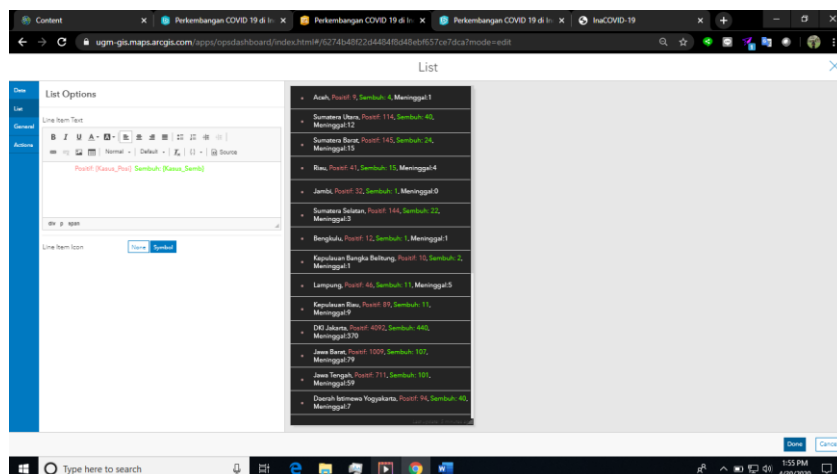 Content
Perkembangan COVID 19 di In
Perkembangan COVID 19 di In
Perkembangan COVID 19 di In
InaCOVID-19
ugm-gis.maps.arcgis.com/apps/opsdashboard/index.html#/6274b48f22d4484f8d48ebf657ce7dca?mode=edit
List
Data
List
General
Actions
List Options
Line Item Text
B I U A
Normal Default Source
Positif: {Kasus_Posi} Sembuh: {Kasus_Semb}
div p span
Line Item Icon
None Symbol
Aceh, Positif: 9, Sembuh: 4, Meninggal:1
Sumatera Utara, Positif: 114, Sembuh: 40,
Meninggal:12
Sumatera Barat, Positif: 145, Sembuh: 24,
Meninggal:15
Riau, Positif: 41, Sembuh: 15, Meninggal:4
Jambi, Positif: 32, Sembuh: 1, Meninggal:0
Sumatera Selatan, Positif: 144, Sembuh: 22,
Meninggal:3
Bengkulu, Positif: 12, Sembuh: 1, Meninggal:1
Kepulauan Bangka Belitung, Positif: 10, Sembuh: 2,
Meninggal:1
Lampung, Positif: 46, Sembuh: 11, Meninggal:5
Kepulauan Riau, Positif: 89, Sembuh: 11,
Meninggal:9
DKI Jakarta, Positif: 4092, Sembuh: 440,
Meninggal:370
Jawa Barat, Positif: 1009, Sembuh: 107,
Meninggal:79
Jawa Tengah, Positif: 711, Sembuh: 101,
Meninggal:59
Daerah Istimewa Yogyakarta, Positif: 94, Sembuh: 40,
Meninggal:7
Done Cance
Type here to search
1:55 PM
4/20/2020